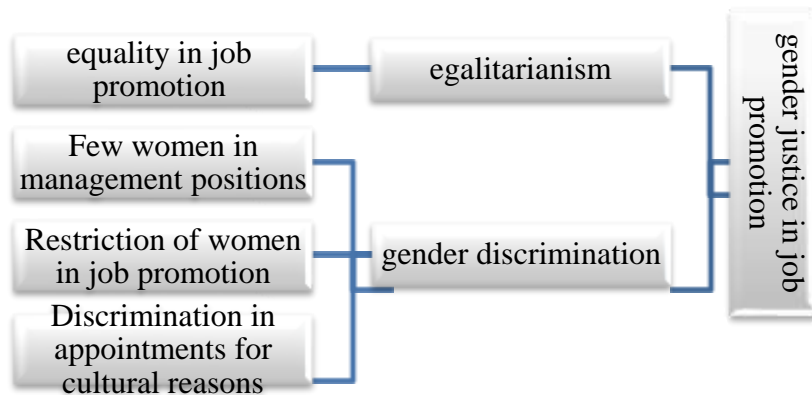 equality in job
promotion
egalitarianism
Few women in
management positions
Restriction of women
in job promotion
gender discrimination
Discrimination in
appointments for
cultural reasons
gender justice in job
promotion